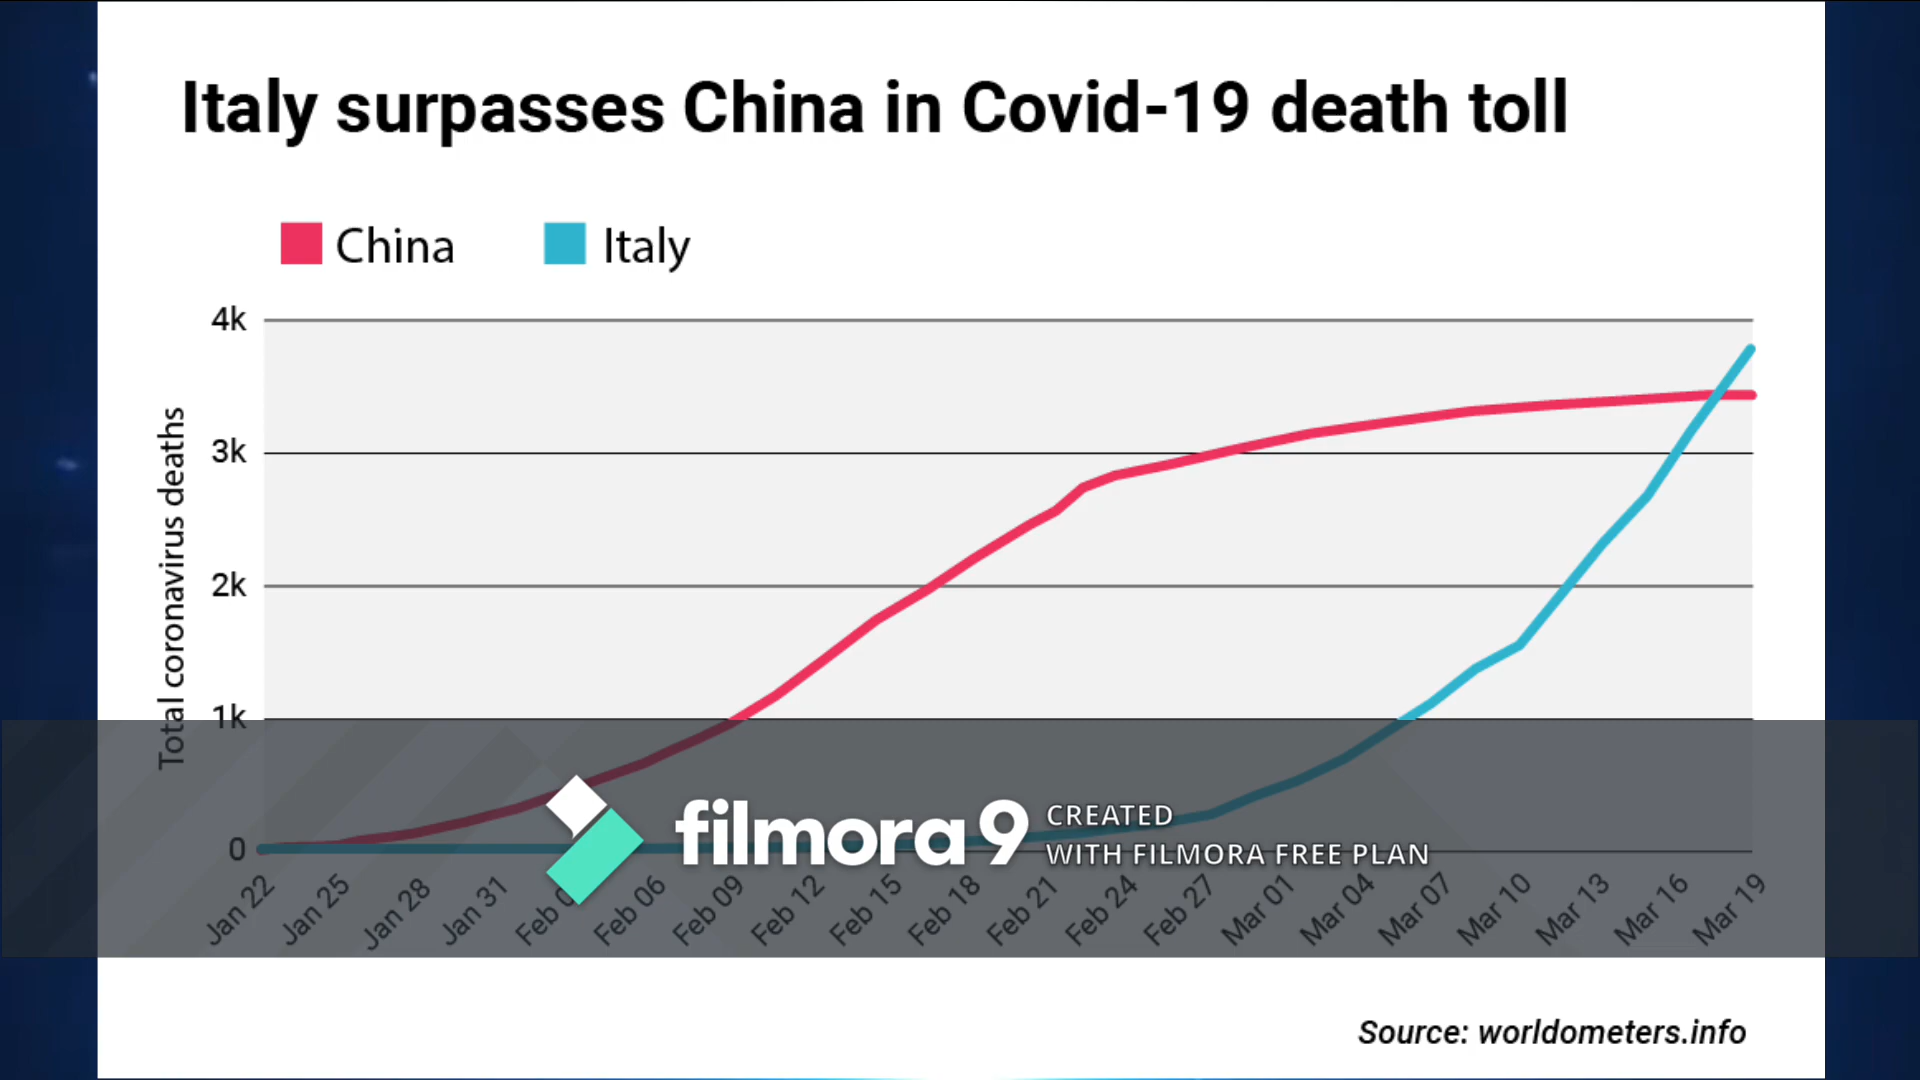 Italy surpasses China in Covid-19 death toll
China Italy
Total coronavirus deaths
4k
3k
2k
1k
0
Jan 22 Jan 25 Jan 28 Jan 31 Feb Feb 06 Feb 09 Feb 12 Feb 15 Feb 18 Feb 21 Feb 24 Feb 27 Mar 01 Mar 04 Mar 07 Mar 10 Mar 13 Mar 16 Mar 19
filmora9
CREATED
WITH FILMORA FREE PLAN
Source: worldometers.info